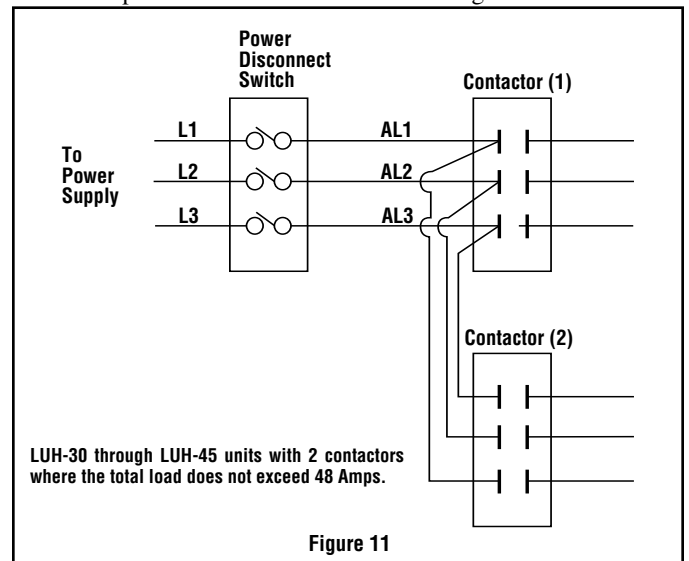 Power
Disconnect
Switch
Contactor (1)
L1
AL1
To
Power
Supply
L2
AL2
L3
AL3
Contactor (2)
LUH-30 through LUH-45 units with 2 contactors
where the total load does not exceed 48 Amps.
Figure 11